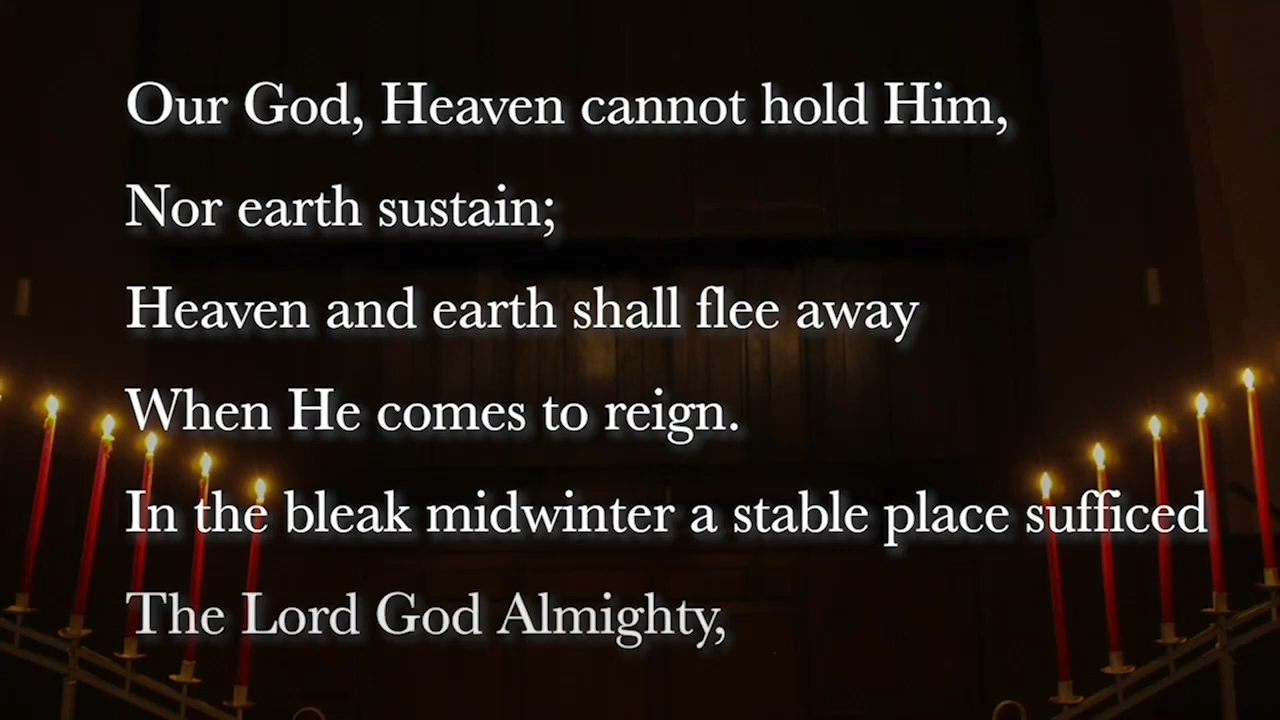 Our God, Heaven cannot hold Him,
Nor earth sustain;
Heaven and earth shall flee away
When He comes to reign.
In the bleak midwinter a stable place sufficed
The Lord God Almighty,